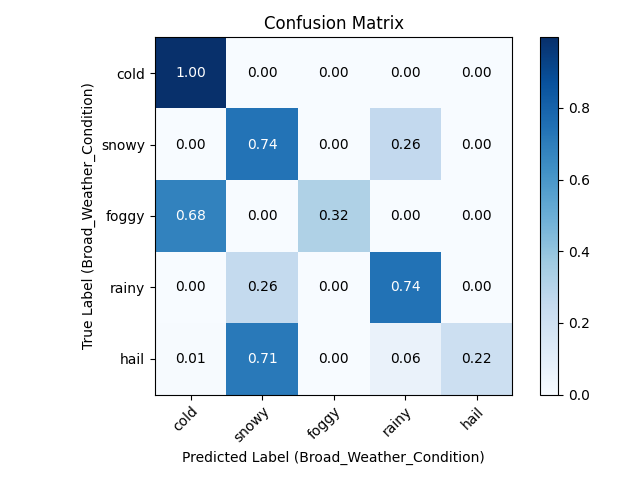 Confusion Matrix
True Label (Broad_Weather_Condition)
cold 1.00 0.00 0.00 0.00 0.00
snowy 0.00 0.74 0.00 0.26 0.00
foggy 0.68 0.00 0.32 0.00 0.00
rainy 0.00 0.26 0.00 0.74 0.00
hail 0.01 0.71 0.00 0.06 0.22
cold snowy foggy rainy hail
Predicted Label (Broad_Weather_Condition)
0.8
0.6
0.4
0.2
0.0